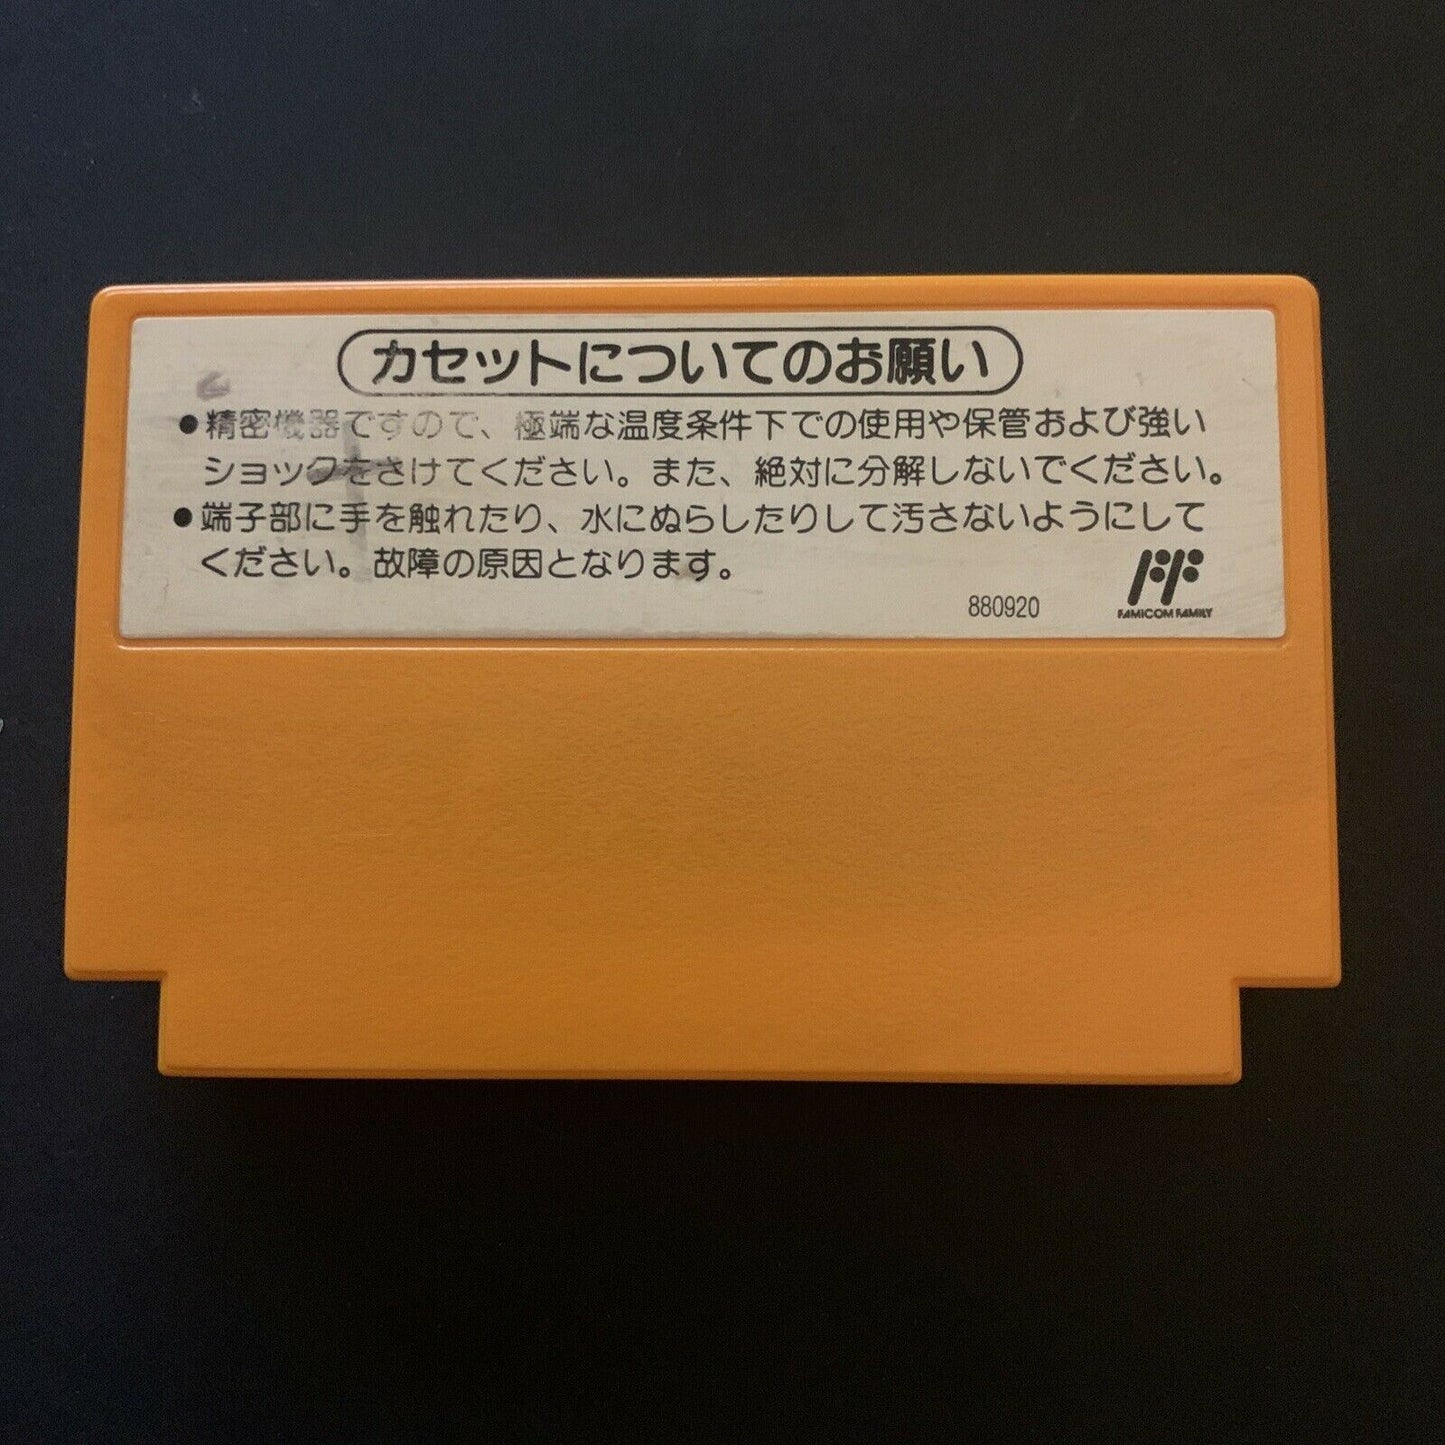 カセットについてのお願い
●精密機器ですので、極端な温度条件下での使用や保管および強い
ショックをさけてください。また、絶対に分解しないでください。
●端子部に手を触れたり、水にぬらしたりして汚さないようにして
ください。故障の原因となります。
880920
FAMICOM FAMILY